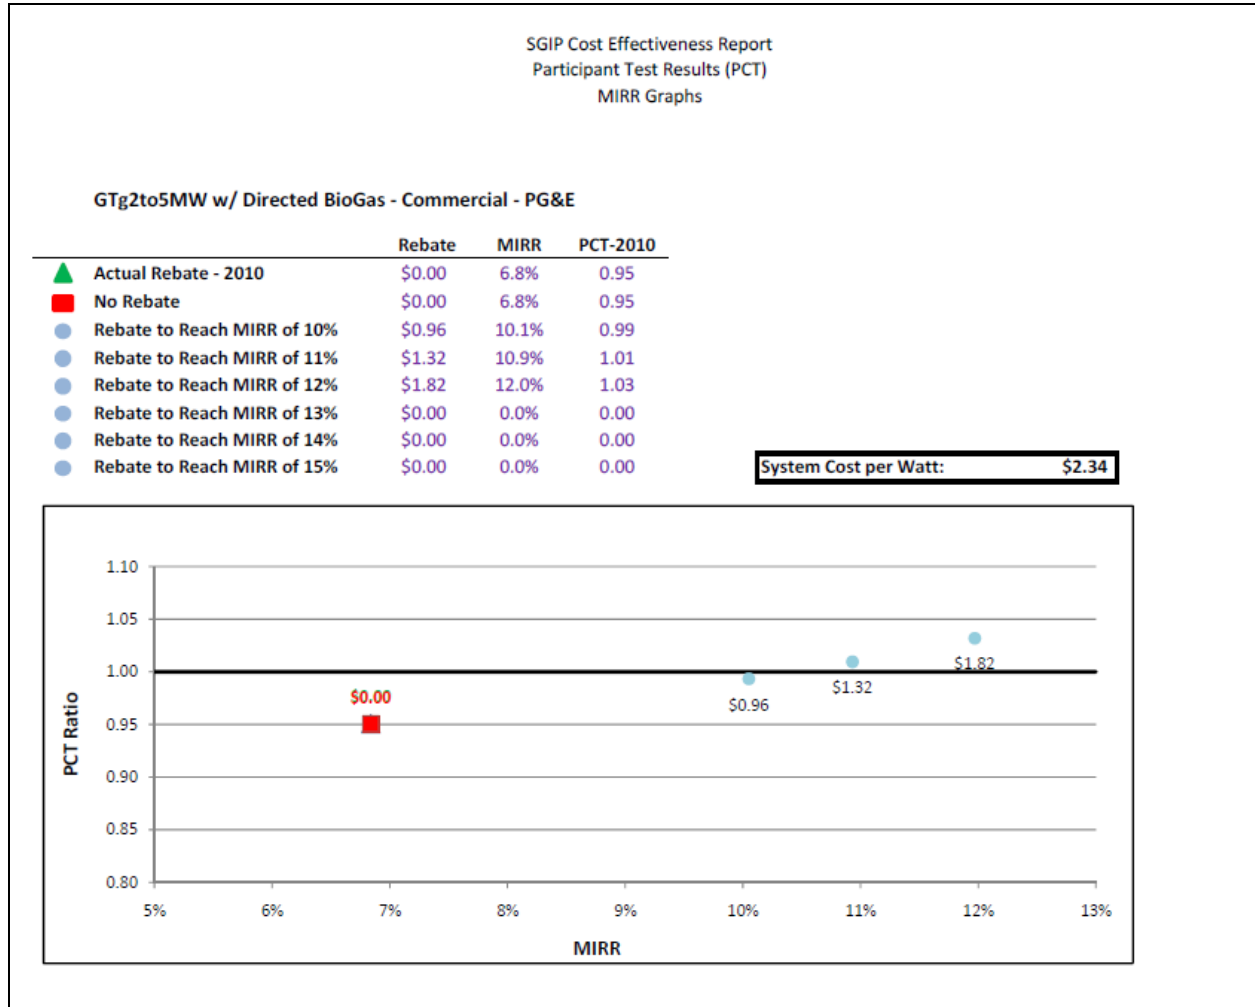 SGIP Cost Effectiveness Report
Participant Test Results (PCT)
MIRR Graphs
GTg2to5MW w/ Directed BioGas - Commercial - PG&E
Rebate MIRR PCT-2010
Actual Rebate - 2010 $0.00 6.8% 0.95
No Rebate $0.00 6.8% 0.95
Rebate to Reach MIRR of 10% $0.96 10.1% 0.99
Rebate to Reach MIRR of 11% $1.32 10.9% 1.01
Rebate to Reach MIRR of 12% $1.82 12.0% 1.03
Rebate to Reach MIRR of 13% $0.00 0.0% 0.00
Rebate to Reach MIRR of 14% $0.00 0.0% 0.00
Rebate to Reach MIRR of 15% $0.00 0.0% 0.00
System Cost per Watt: $2.34
1.10
1.05
1.00
0.95
0.90
0.85
0.80
PCT Ratio
$0.00
$0.96
$1.32
$1.82
5% 6% 7% 8% 9% 10% 11% 12% 13%
MIRR